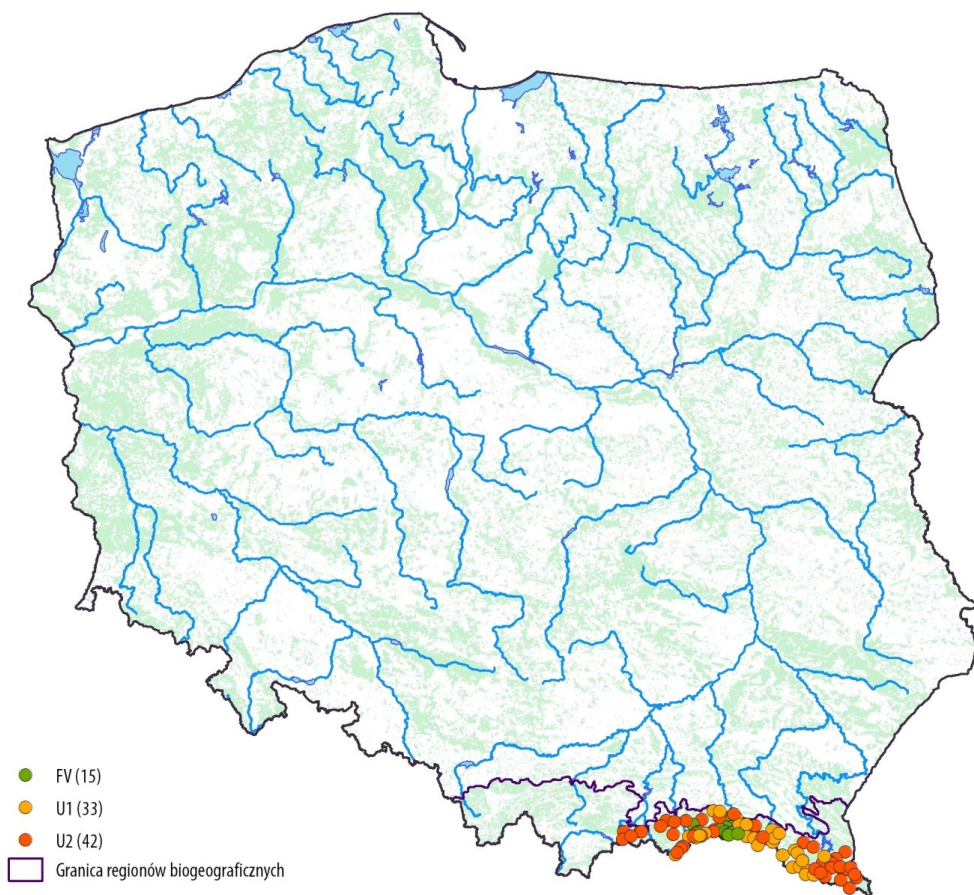 FV (15)
U1 (33)
U2 (42)
Granica regionów biogeograficznych